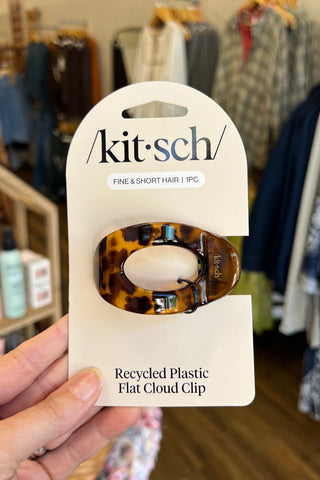 /kit·sch/
FINE & SHORT HAIR | 1PC
kitsch
Recycled Plastic
Flat Cloud Clip